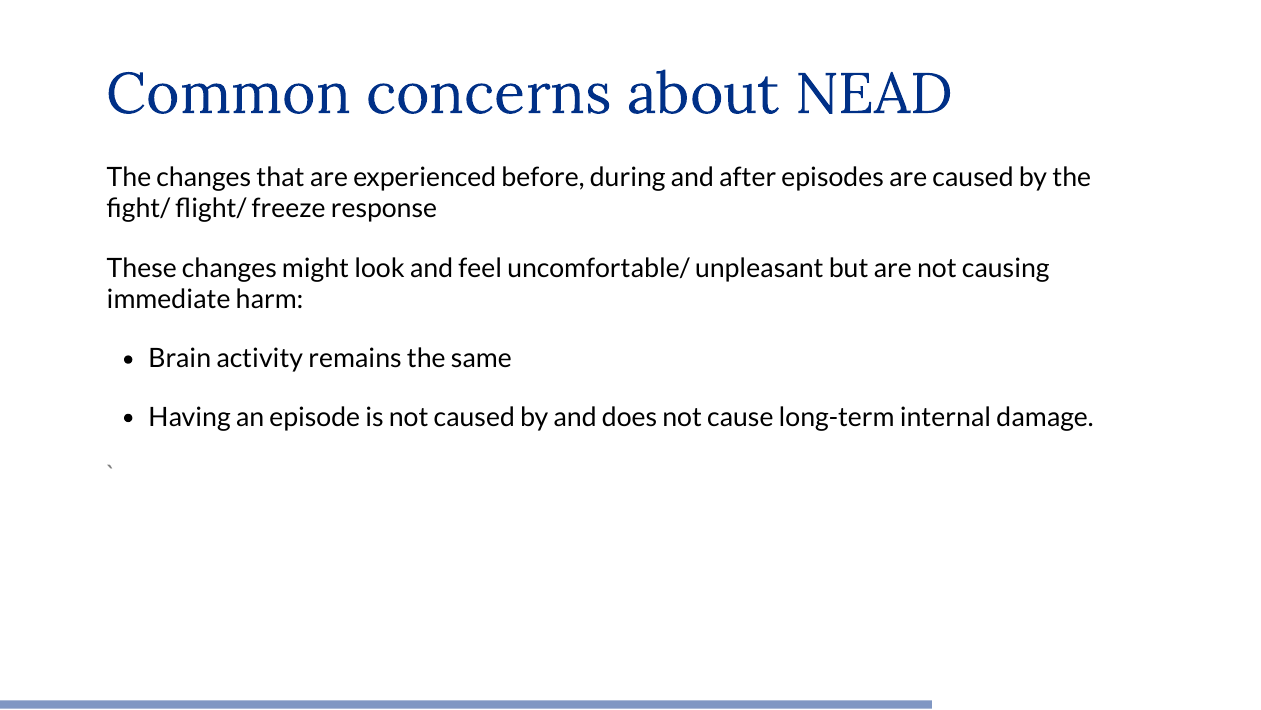 Common concerns about NEAD
The changes that are experienced before, during and after episodes are caused by the
fight/ flight/ freeze response
These changes might look and feel uncomfortable/ unpleasant but are not causing
immediate harm:
• Brain activity remains the same
• Having an episode is not caused by and does not cause long-term internal damage.
`